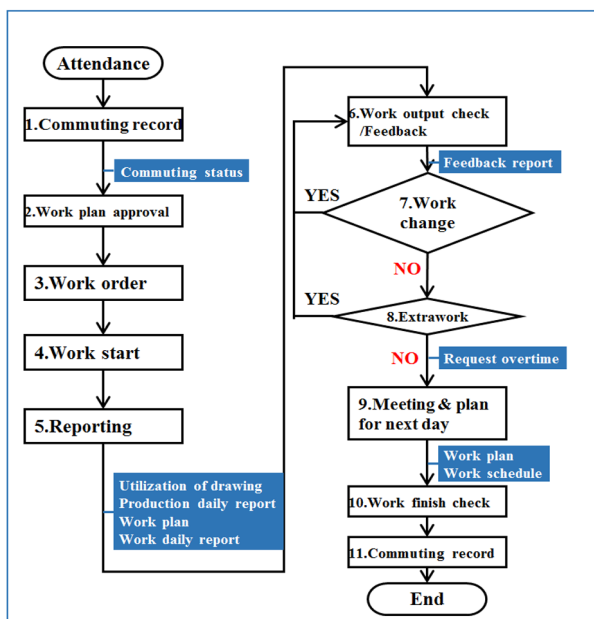 Attendance
1.Commuting record
Commuting status
2.Work plan approval
3.Work order
4.Work start
5.Reporting
Utilization of drawing
Production daily report
Work plan
Work daily report
6.Work output check
/Feedback
Feedback report
YES
7.Work
change
NO
YES
8.Extrawork
NO
Request overtime
9.Meeting & plan
for next day
Work plan
Work schedule
10.Work finish check
11.Commuting record
End